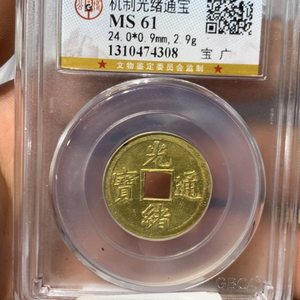 机制光绪通宝
MS 61
24.0*0.9mm, 2.9g
1310474308
宝 广
★ 文物鉴定委员会监制 ★
光
寶 通
緒